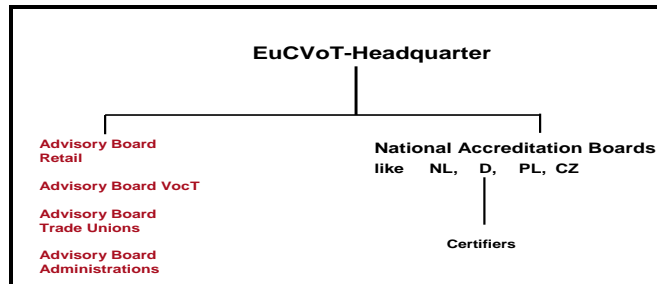 EuCVoT-Headquarter
Advisory Board
Retail
Advisory Board VocT
Advisory Board
Trade Unions
Advisory Board
Administrations
National Accreditation Boards
like NL, D, PL, CZ
Certifiers